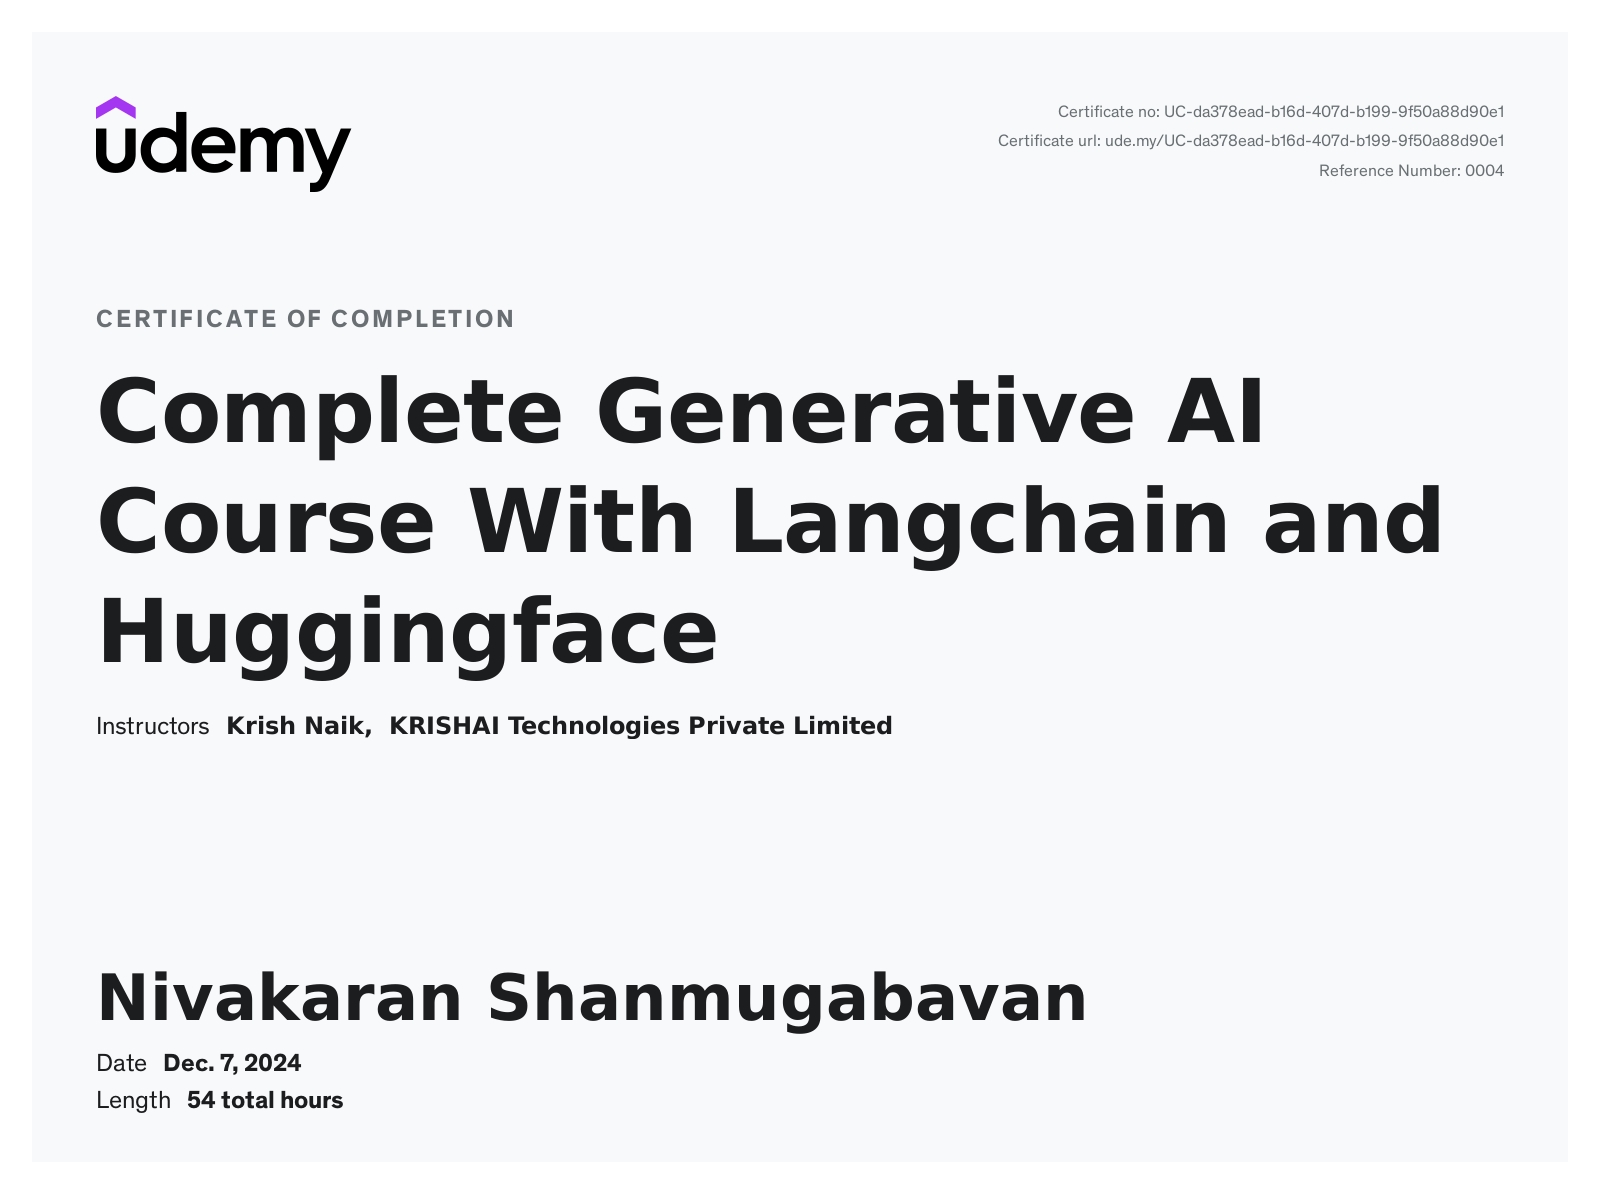 udemy
Certificate no: UC-da378ead-b16d-407d-b199-9f50a88d90e1
Certificate url: ude.my/UC-da378ead-b16d-407d-b199-9f50a88d90e1
Reference Number: 0004
CERTIFICATE OF COMPLETION
Complete Generative AI
Course With Langchain and
Huggingface
Instructors Krish Naik, KRISHAI Technologies Private Limited
Nivakaran Shanmugabavan
Date Dec. 7, 2024
Length 54 total hours